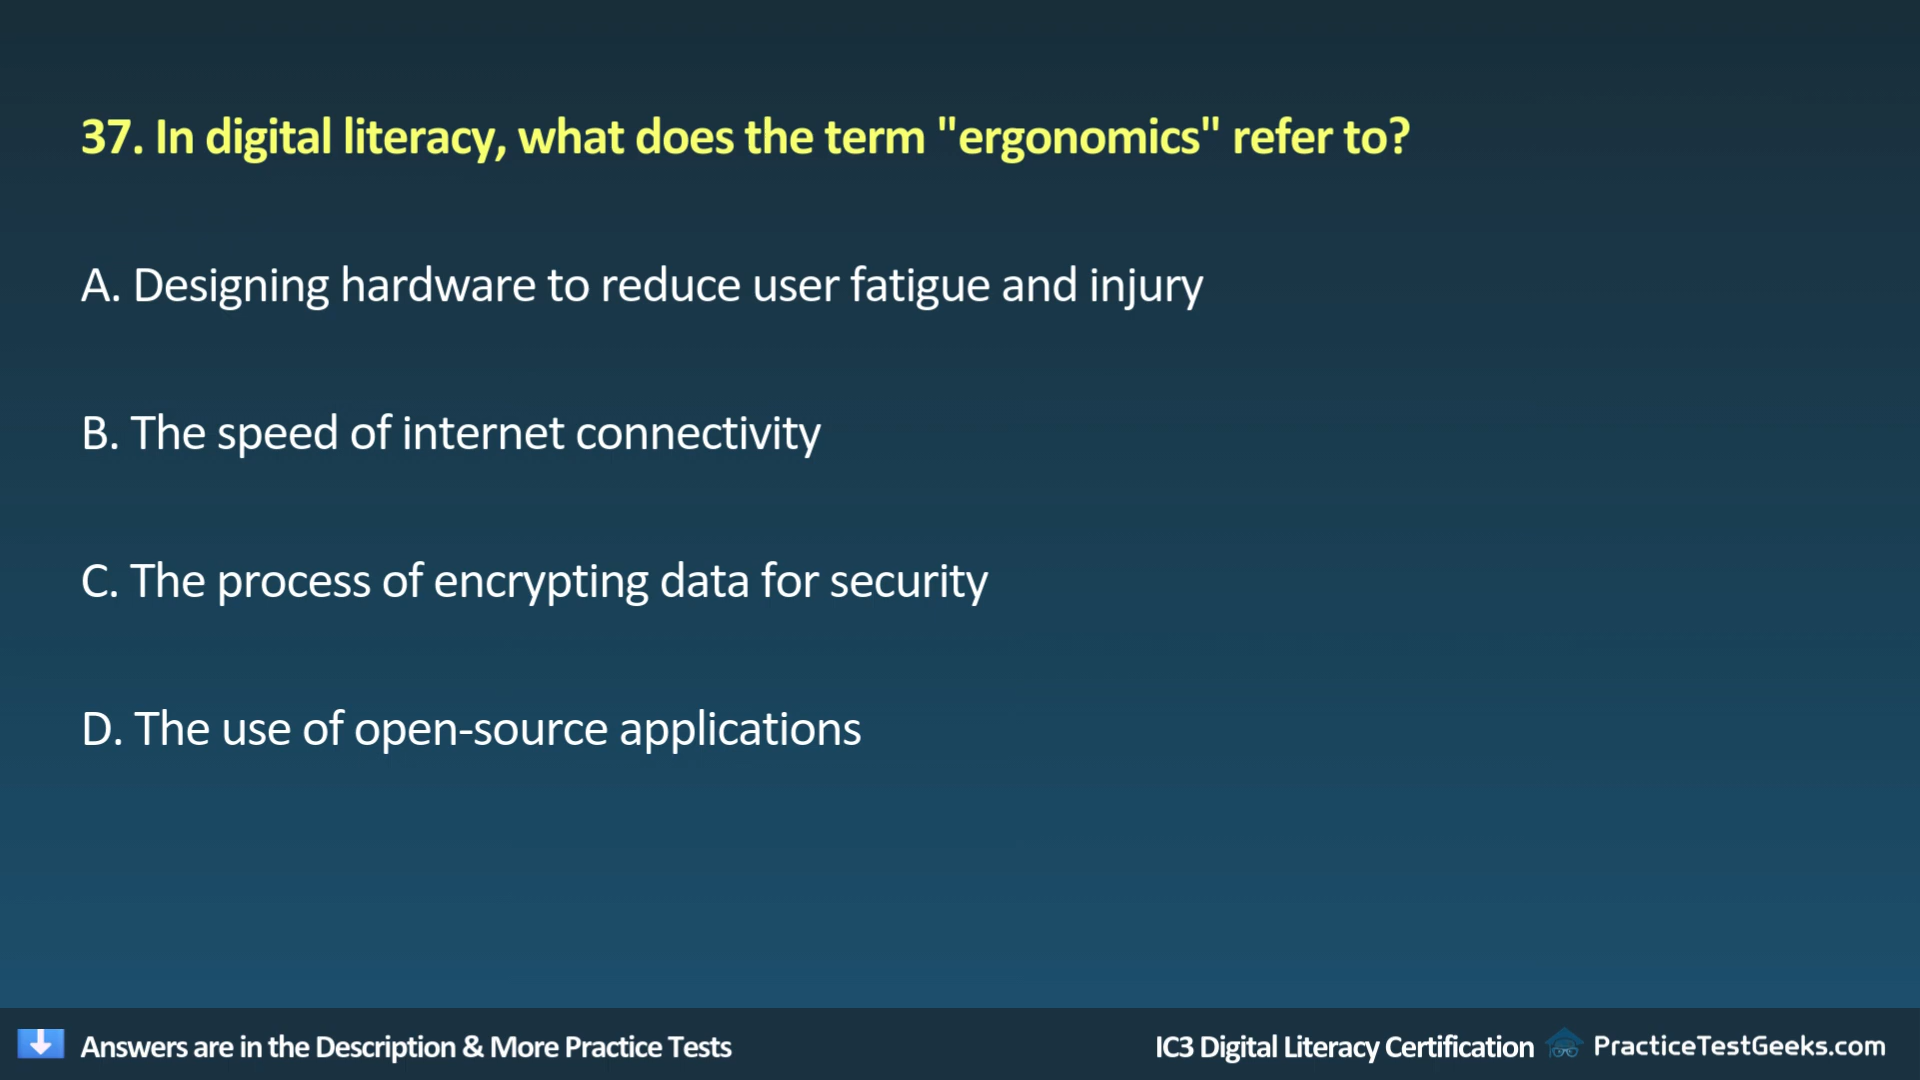 37. In digital literacy, what does the term "ergonomics" refer to?
A. Designing hardware to reduce user fatigue and injury
B. The speed of internet connectivity
C. The process of encrypting data for security
D. The use of open-source applications
Answers are in the Description & More Practice Tests
IC3 Digital Literacy Certification PracticeTestGeeks.com